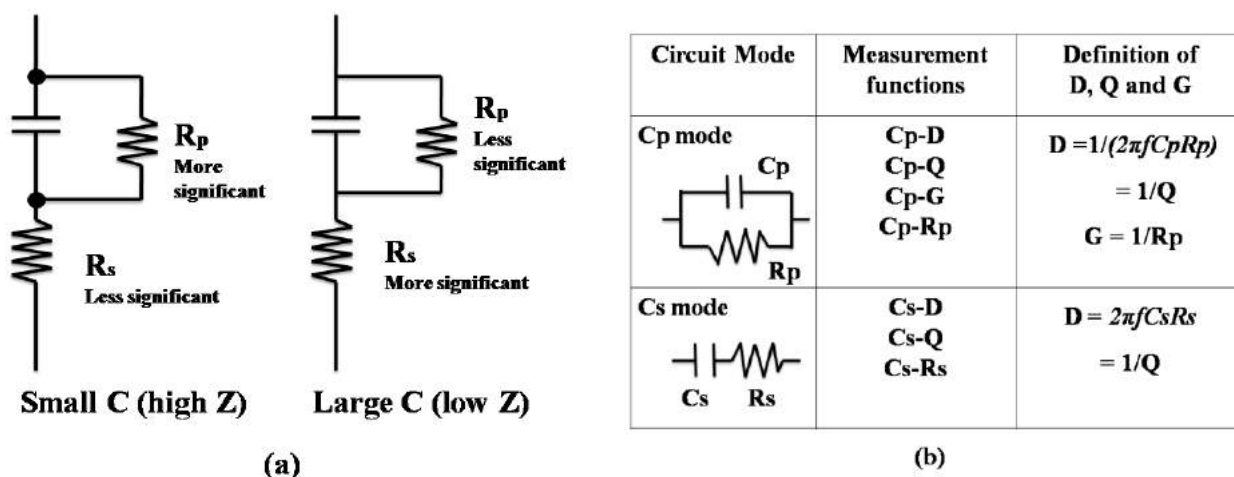 Rp
More
significant
Rs
Less significant
Small C (high Z)
Rp
Less
significant
Rs
More significant
Large C (low Z)
(a)
Circuit Mode
Measurement
functions
Definition of
D, Q and G
Cp mode
Cp
Rp
Cp-D
Cp-Q
Cp-G
Cp-Rp
D =1/(2πfCpRp)
= 1/Q
G = 1/Rp
Cs mode
Cs Rs
Cs-D
Cs-Q
Cs-Rs
D = 2πfCsRs
= 1/Q
(b)